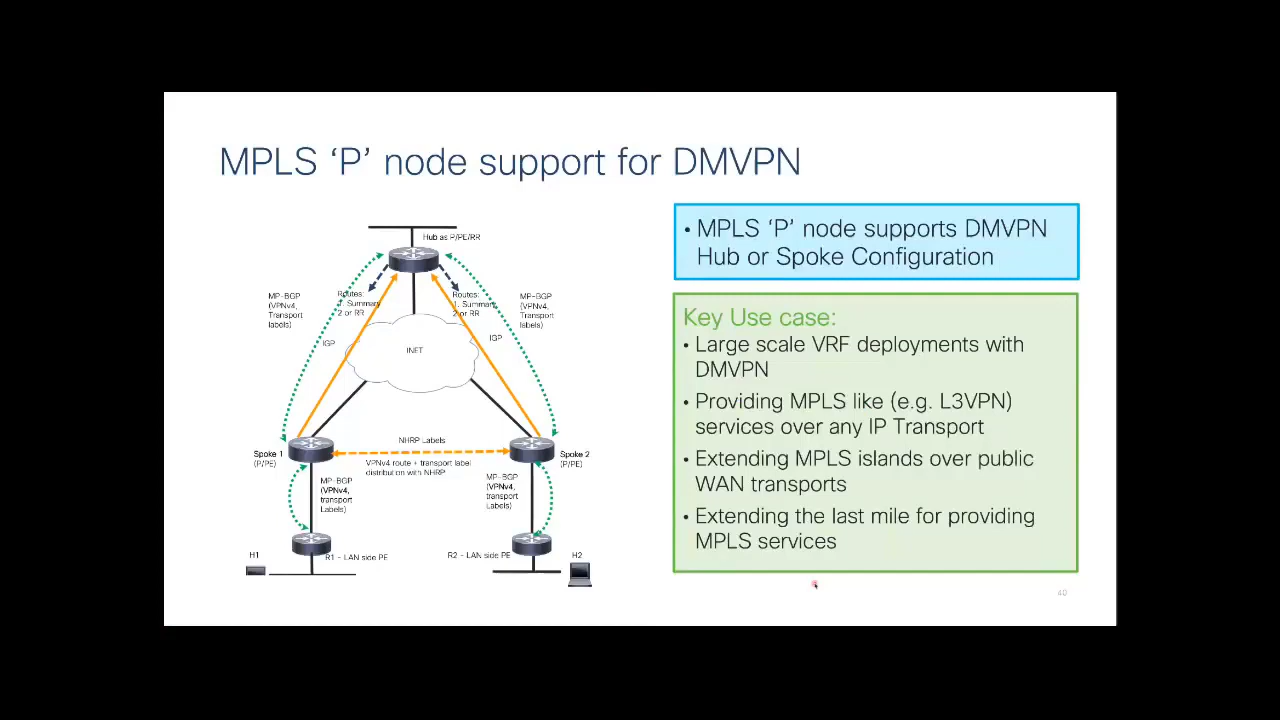 MPLS ‘P’ node support for DMVPN
Hub as P/PE/RR
MP-BGP
(VPNv4,
Transport
labels)
Routes:
1. Summary
2 or RR
Routes:
1. Summary
2 or RR
MP-BGP
(VPNv4,
Transport
labels)
IGP
IGP
INET
NHRP Labels
Spoke 1
(P/PE)
VPNv4 route + transport label
distribution with NHRP
Spoke 2
(P/PE)
MP-BGP
(VPNv4,
transport
Labels)
MP-BGP
(VPNv4,
transport
Labels)
H1
R1 - LAN side PE
R2 - LAN side PE
H2
• MPLS ‘P’ node supports DMVPN
Hub or Spoke Configuration
Key Use case:
• Large scale VRF deployments with
DMVPN
• Providing MPLS like (e.g. L3VPN)
services over any IP Transport
• Extending MPLS islands over public
WAN transports
• Extending the last mile for providing
MPLS services
40